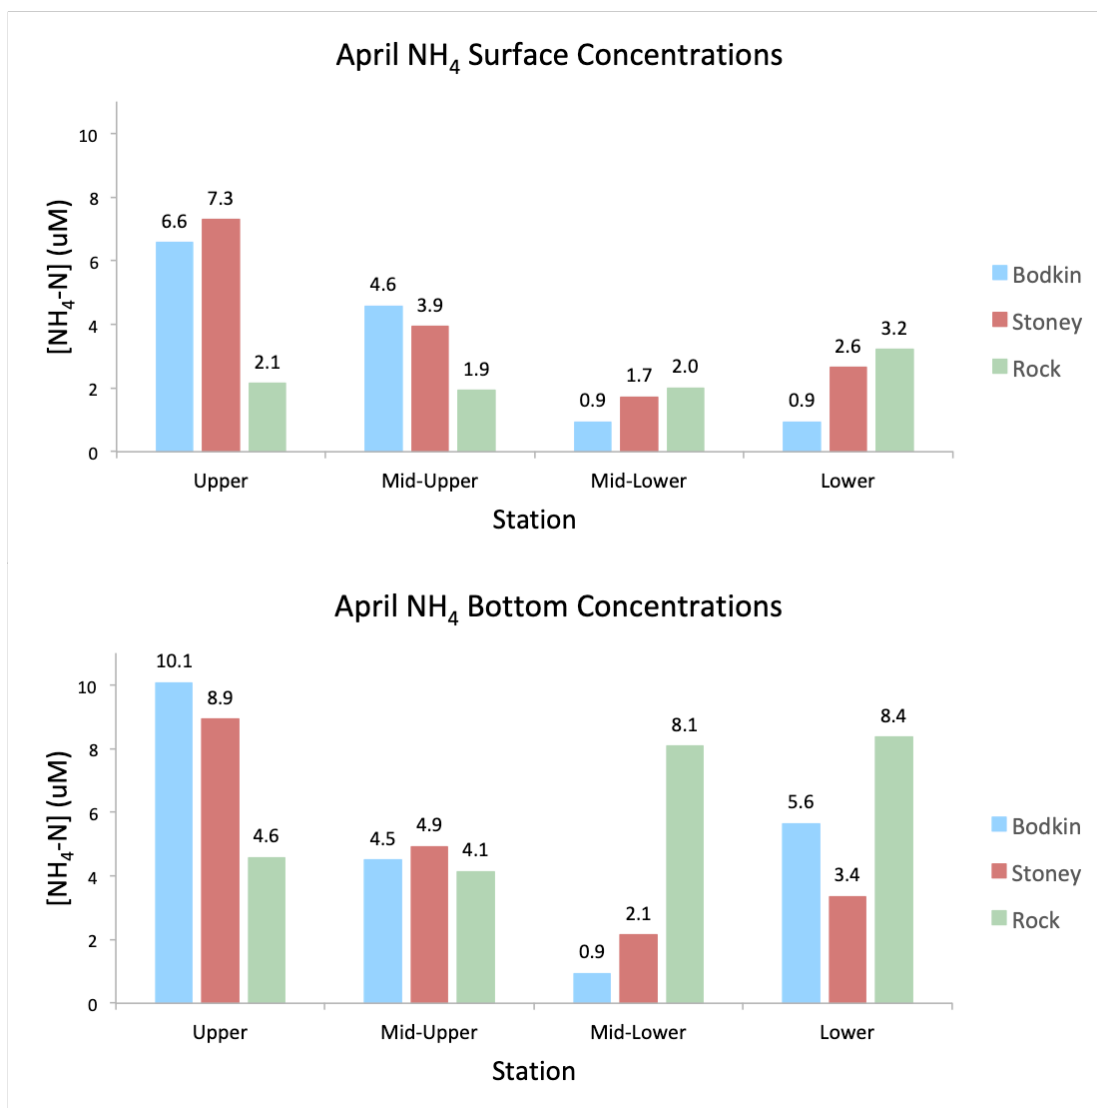 April NH₄ Surface Concentrations
10
8
6
4
2
0
[NH₄-N] (uM)
6.6
7.3
2.1
4.6
3.9
1.9
0.9
1.7
2.0
0.9
2.6
3.2
Upper Mid-Upper Mid-Lower Lower
Station
Bodkin
Stoney
Rock
April NH₄ Bottom Concentrations
10
8
6
4
2
0
[NH₄-N] (uM)
10.1
8.9
4.6
4.5
4.9
4.1
0.9
2.1
8.1
5.6
3.4
8.4
Upper Mid-Upper Mid-Lower Lower
Station
Bodkin
Stoney
Rock